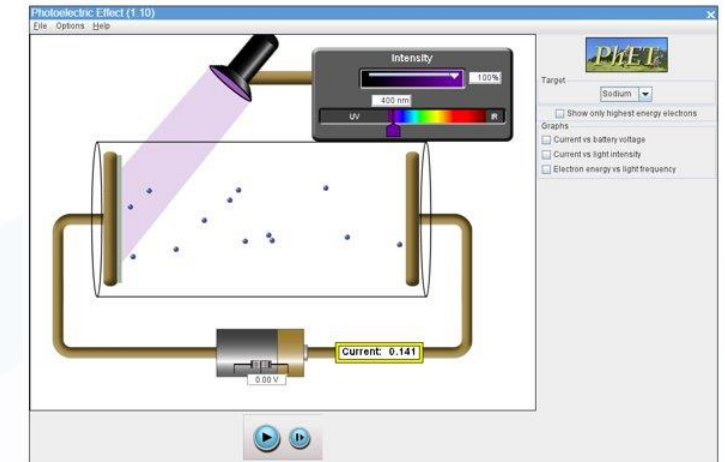 Photoelectric Effect (1.10)
File Options Help
Intensity
100%
400 nm
UV IR
Current: 0.141
0.00 V
PhET
Target
Sodium
Show only highest energy electrons
Graphs
Current vs battery voltage
Current vs light intensity
Electron energy vs light frequency